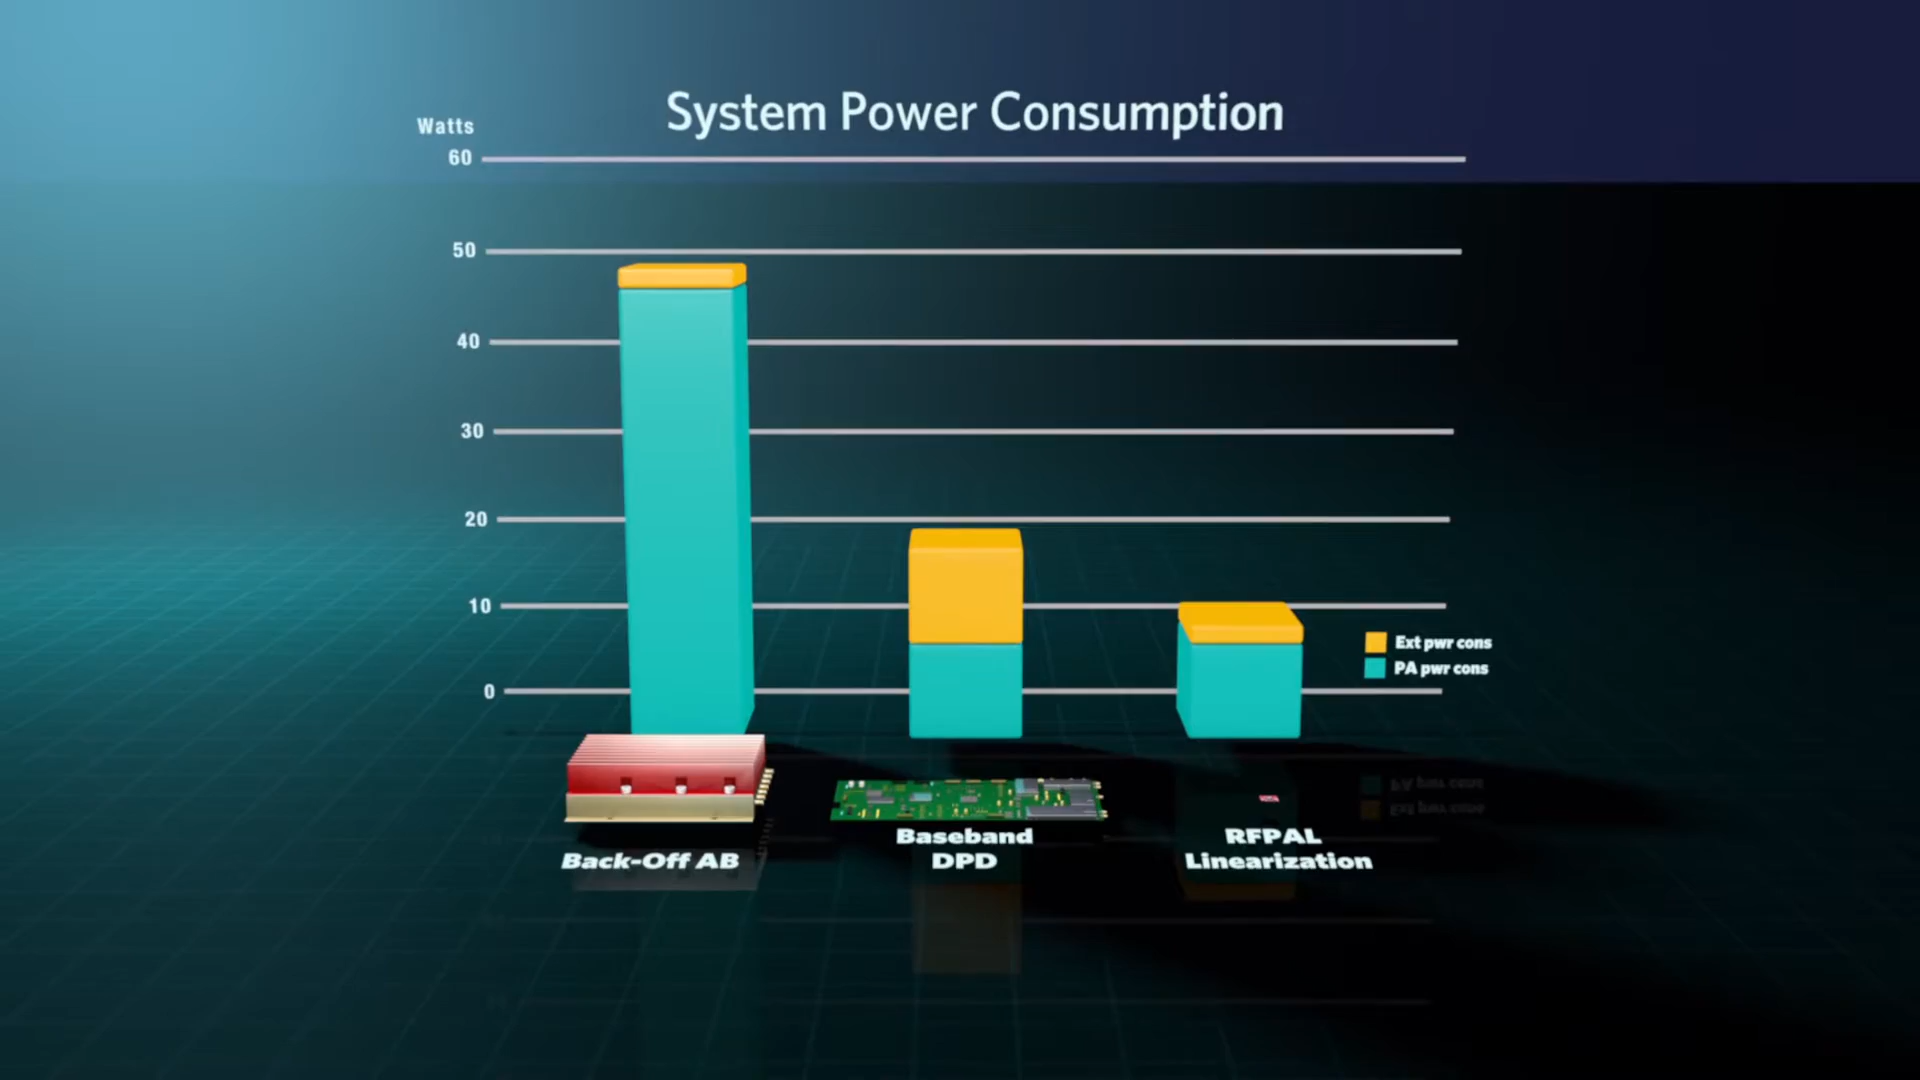 System Power Consumption
Watts
60
50
40
30
20
10
0
Ext pwr cons
PA pwr cons
Back-Off AB
Baseband
DPD
RFPAL
Linearization